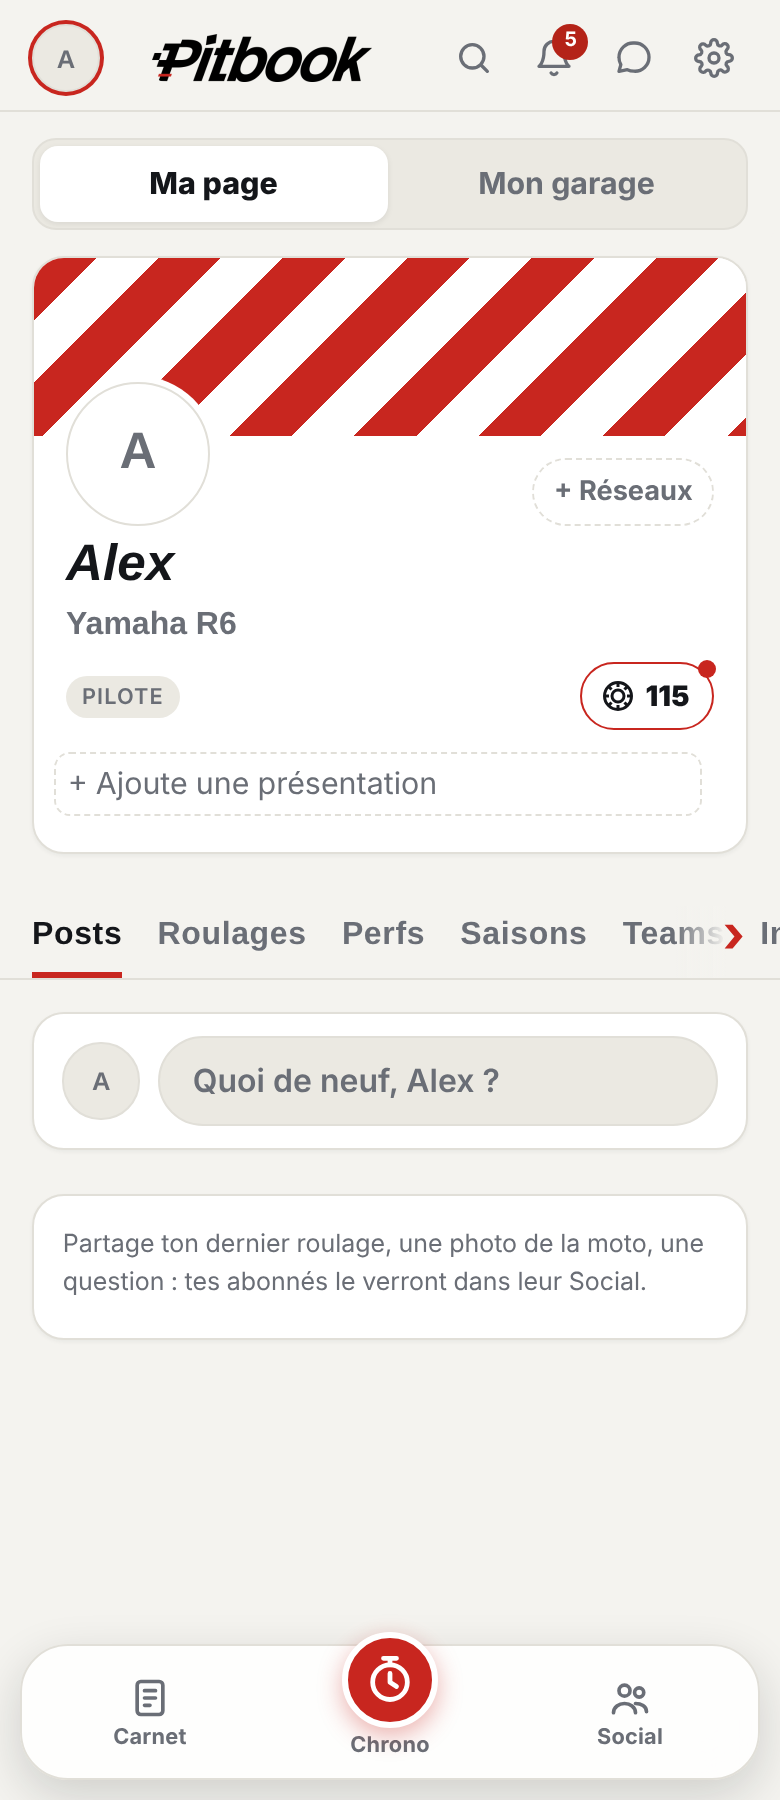 A
Pitbook
5
Ma page
Mon garage
A
+ Réseaux
Alex
Yamaha R6
PILOTE
115
+ Ajoute une présentation
Posts Roulages Perfs Saisons Teams
A
Quoi de neuf, Alex ?
Partage ton dernier roulage, une photo de la moto, une
question : tes abonnés le verront dans leur Social.
Carnet
Chrono
Social